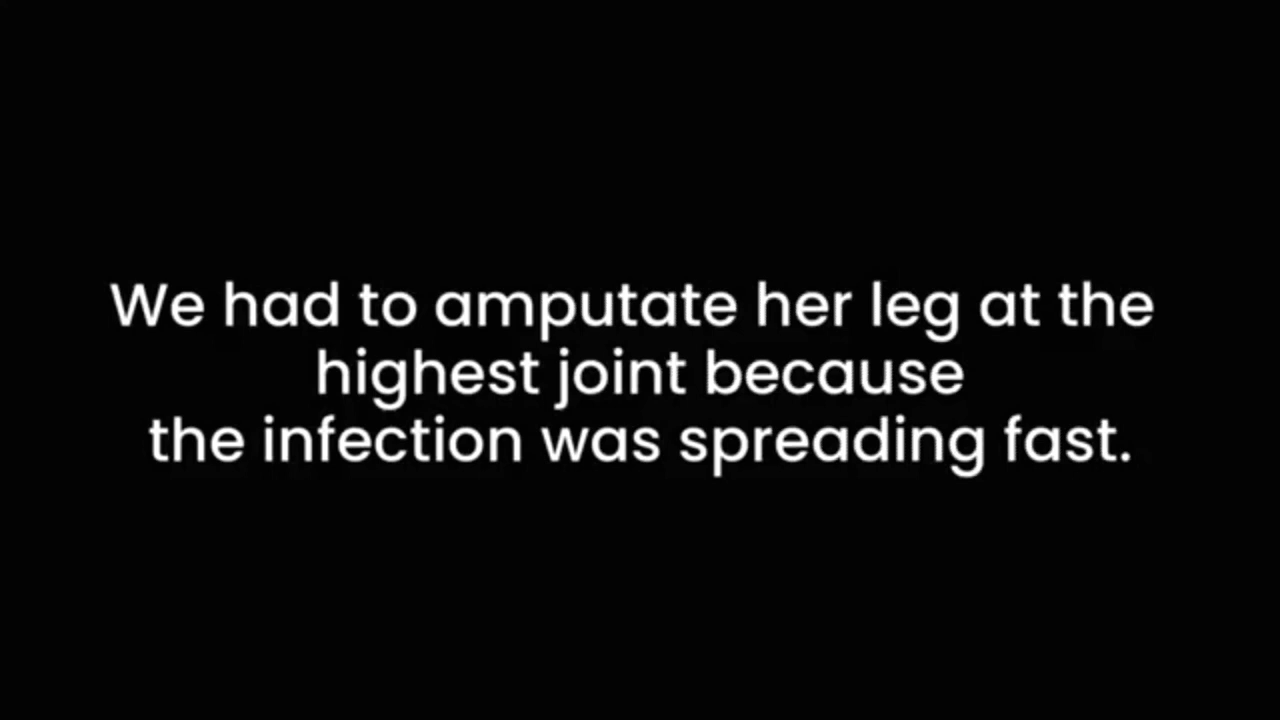 We had to amputate her leg at the
highest joint because
the infection was spreading fast.